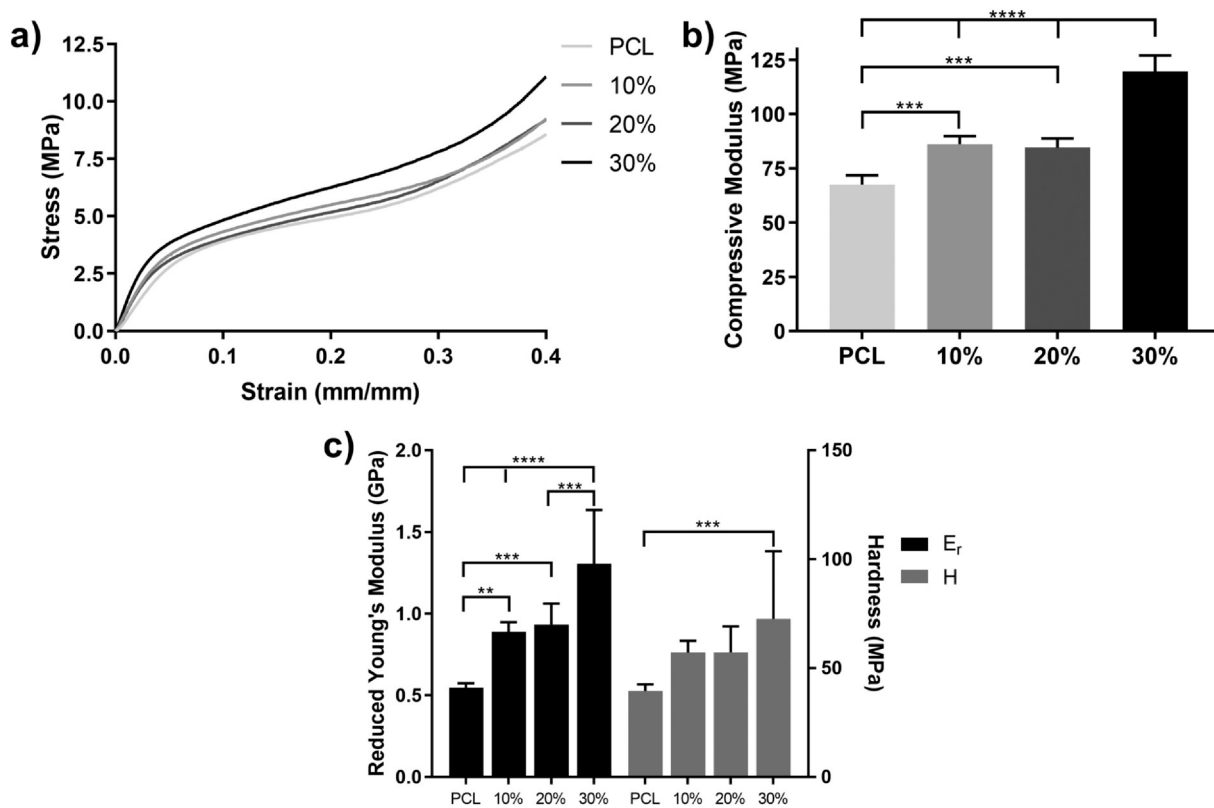 a)
Stress (MPa)
12.5
10.0
7.5
5.0
2.5
0.0
0.0 0.1 0.2 0.3 0.4
Strain (mm/mm)
PCL
10%
20%
30%
b)
Compressive Modulus (MPa)
125
100
75
50
25
0
****
***
***
PCL 10% 20% 30%
c)
Reduced Young's Modulus (GPa)
2.0
1.5
1.0
0.5
0.0
****
***
***
**
***
PCL 10% 20% 30% PCL 10% 20% 30%
150
100
50
0
Hardness (MPa)
Er
H